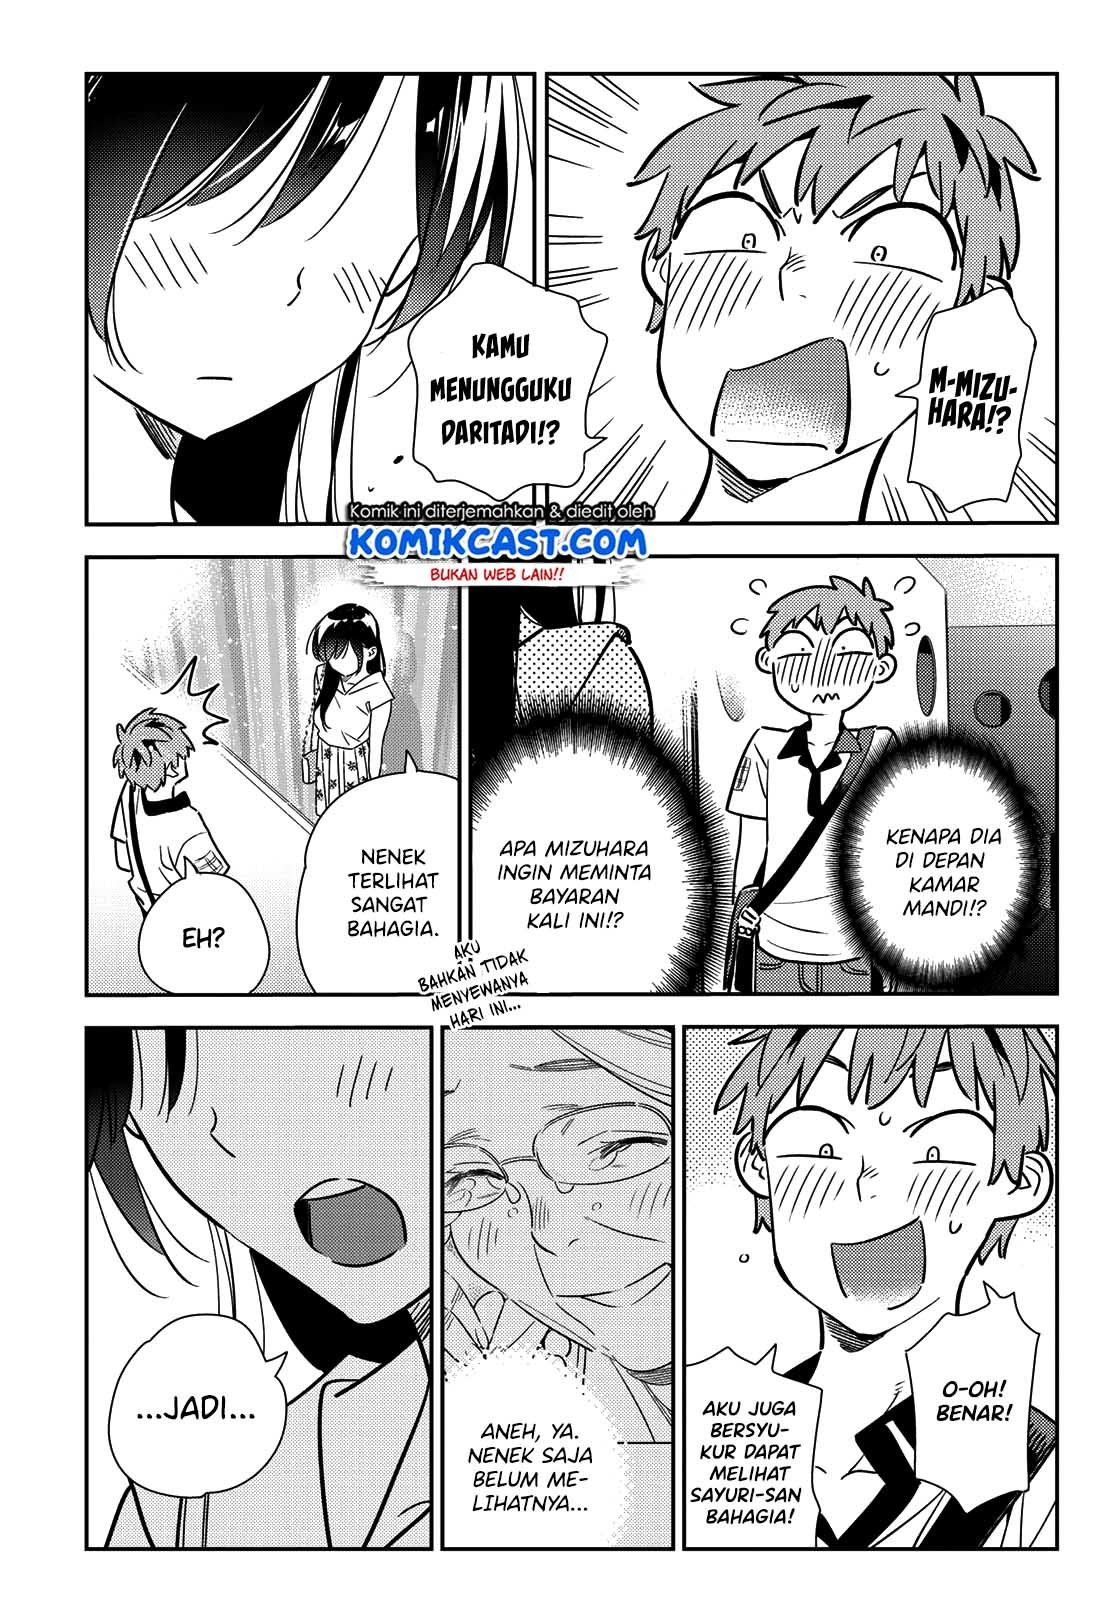 M-MIZU-
HARA!?
KAMU
MENUNGGUKU
DARITADI!?
Komik ini diterjemahkan & diedit oleh
KOMIKCAST.COM
BUKAN WEB LAIN!!
KENAPA DIA
DI DEPAN
KAMAR
MANDI!?
APA MIZUHARA
INGIN MEMINTA
BAYARAN
KALI INI!?
AKU
BAHKAN TIDAK
MENYEWANYA
HARI INI...
NENEK
TERLIHAT
SANGAT
BAHAGIA.
EH?
O-OH!
BENAR!
AKU JUGA
BERSYU-
KUR DAPAT
MELIHAT
SAYURI-SAN
BAHAGIA!
ANEH, YA.
NENEK SAJA
BELUM ME-
LIHATNYA...
...JADI...